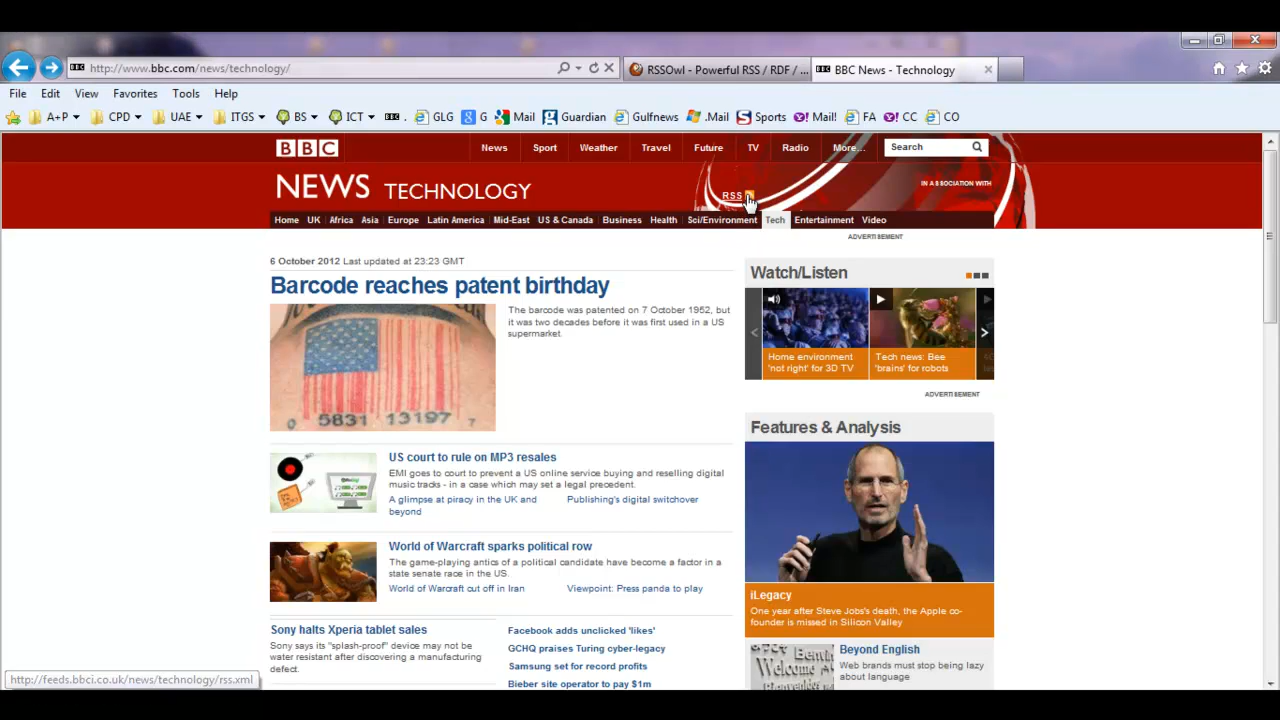 http://www.bbc.com/news/technology/
RSSOwl - Powerful RSS / RDF / ...
BBC News - Technology
File Edit View Favorites Tools Help
A+P CPD UAE ITGS BS ICT GLG G Mail Guardian Gulfnews .Mail Sports Mail! FA CC CO
BBC News Sport Weather Travel Future TV Radio More... Search
NEWS TECHNOLOGY
RSS
IN ASSOCIATION WITH
Home UK Africa Asia Europe Latin America Mid-East US & Canada Business Health Sci/Environment Tech Entertainment Video
ADVERTISEMENT
6 October 2012 Last updated at 23:23 GMT
Barcode reaches patent birthday
The barcode was patented on 7 October 1952, but
it was two decades before it was first used in a US
supermarket.
0 5831 13197 7
US court to rule on MP3 resales
EMI goes to court to prevent a US online service buying and reselling digital
music tracks - in a case which may set a legal precedent.
A glimpse at piracy in the UK and
beyond
Publishing's digital switchover
World of Warcraft sparks political row
The game-playing antics of a political candidate have become a factor in a
state senate race in the US.
World of Warcraft cut off in Iran
Viewpoint: Press panda to play
Sony halts Xperia tablet sales
Sony says its "splash-proof" device may not be
water resistant after discovering a manufacturing
defect.
Facebook adds unclicked 'likes'
GCHQ praises Turing cyber-legacy
Samsung set for record profits
Bieber site operator to pay $1m
Watch/Listen
Home environment
'not right' for 3D TV
Tech news: Bee
'brains' for robots
ADVERTISEMENT
Features & Analysis
iLegacy
One year after Steve Jobs's death, the Apple co-
founder is missed in Silicon Valley
Beyond English
Web brands must stop being lazy
about language
http://feeds.bbci.co.uk/news/technology/rss.xml